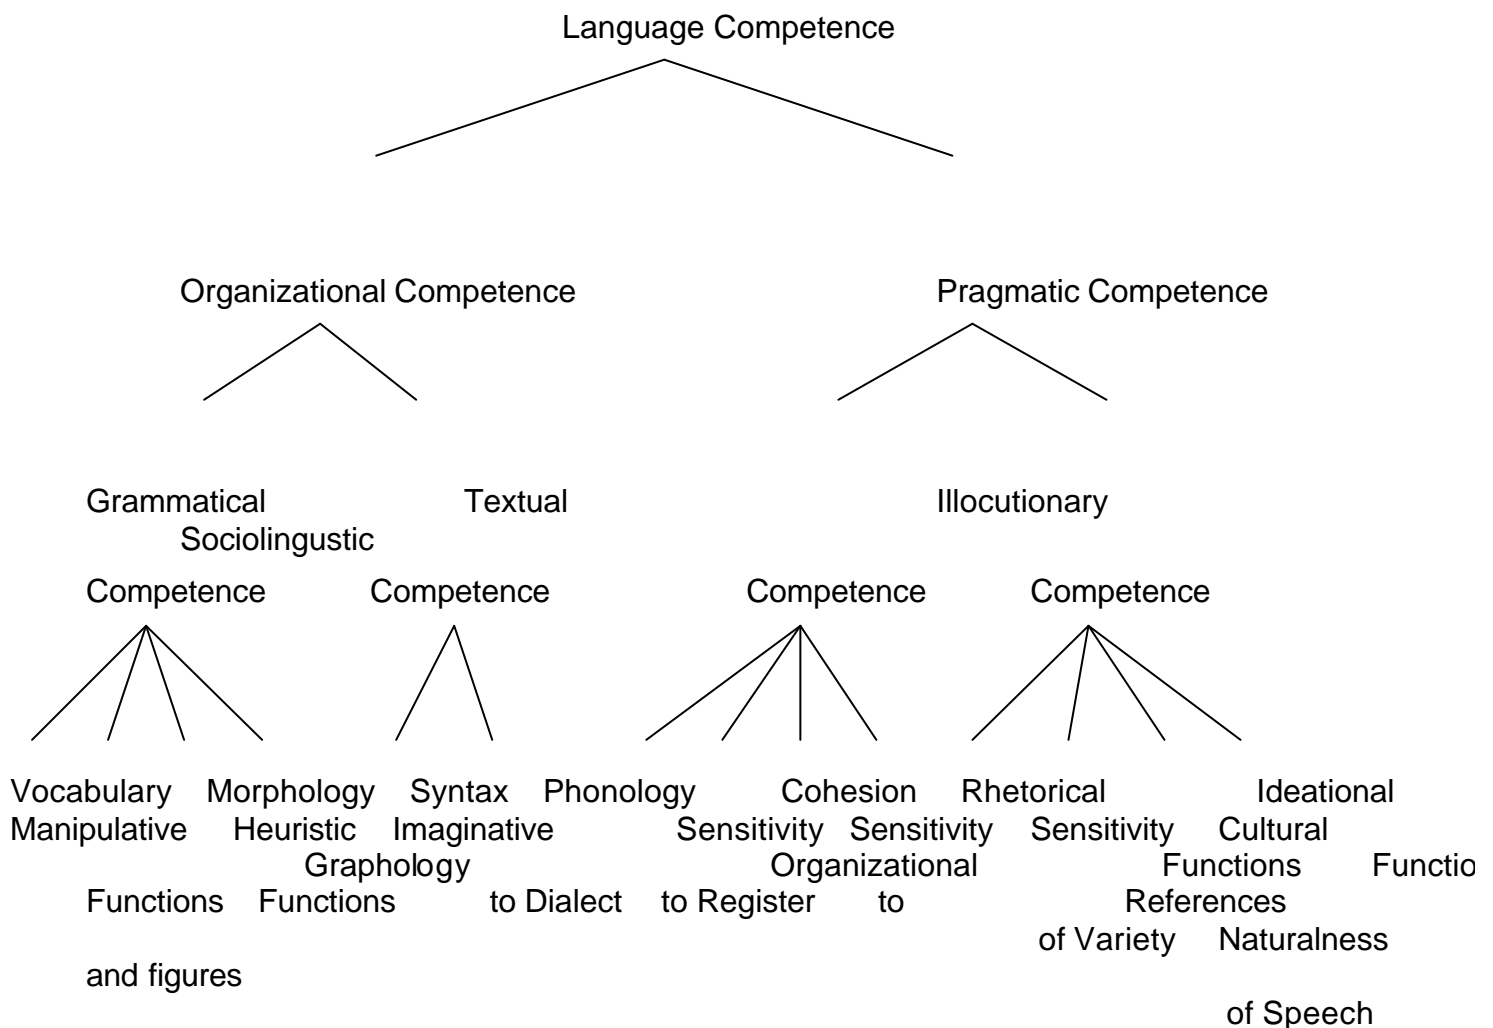 Language Competence
Organizational Competence Pragmatic Competence
Grammatical Textual Illocutionary
Sociolingustic
Competence Competence Competence Competence
Vocabulary Morphology Syntax Phonology Cohesion Rhetorical Ideational
Manipulative Heuristic Imaginative Sensitivity Sensitivity Sensitivity Cultural
Graphology Organizational Functions Functio
Functions Functions to Dialect to Register to References
of Variety Naturalness
and figures
of Speech